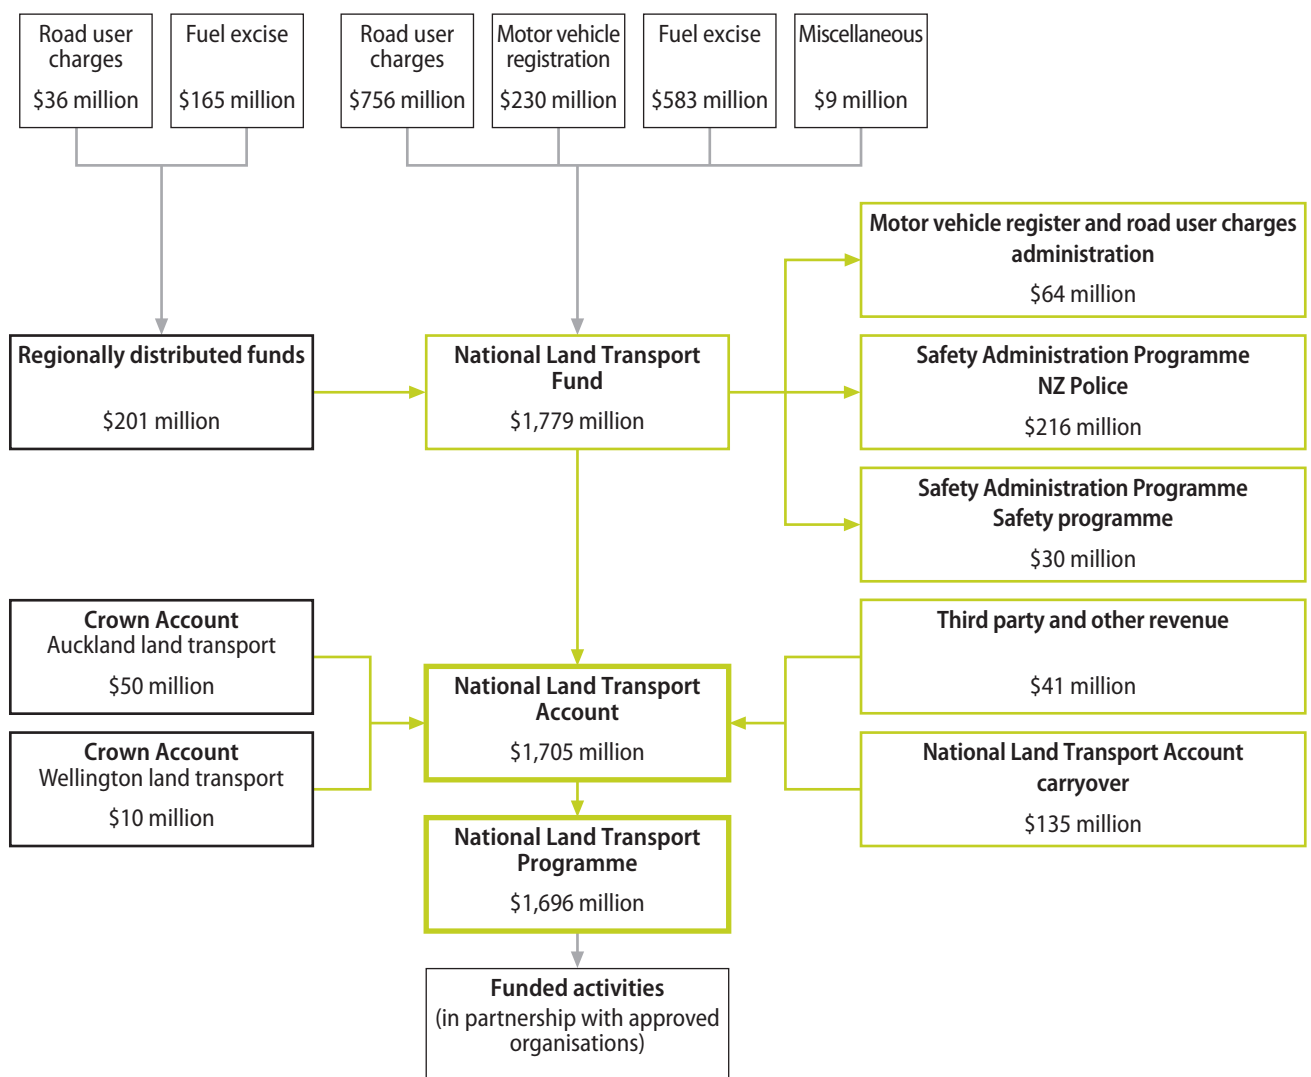 Road user
charges
$36 million
Fuel excise
$165 million
Road user
charges
$756 million
Motor vehicle
registration
$230 million
Fuel excise
$583 million
Miscellaneous
$9 million
Motor vehicle register and road user charges
administration
$64 million
Regionally distributed funds
$201 million
National Land Transport
Fund
$1,779 million
Safety Administration Programme
NZ Police
$216 million
Safety Administration Programme
Safety programme
$30 million
Crown Account
Auckland land transport
$50 million
Third party and other revenue
$41 million
National Land Transport
Account
$1,705 million
Crown Account
Wellington land transport
$10 million
National Land Transport Account
carryover
$135 million
National Land Transport
Programme
$1,696 million
Funded activities
(in partnership with approved
organisations)